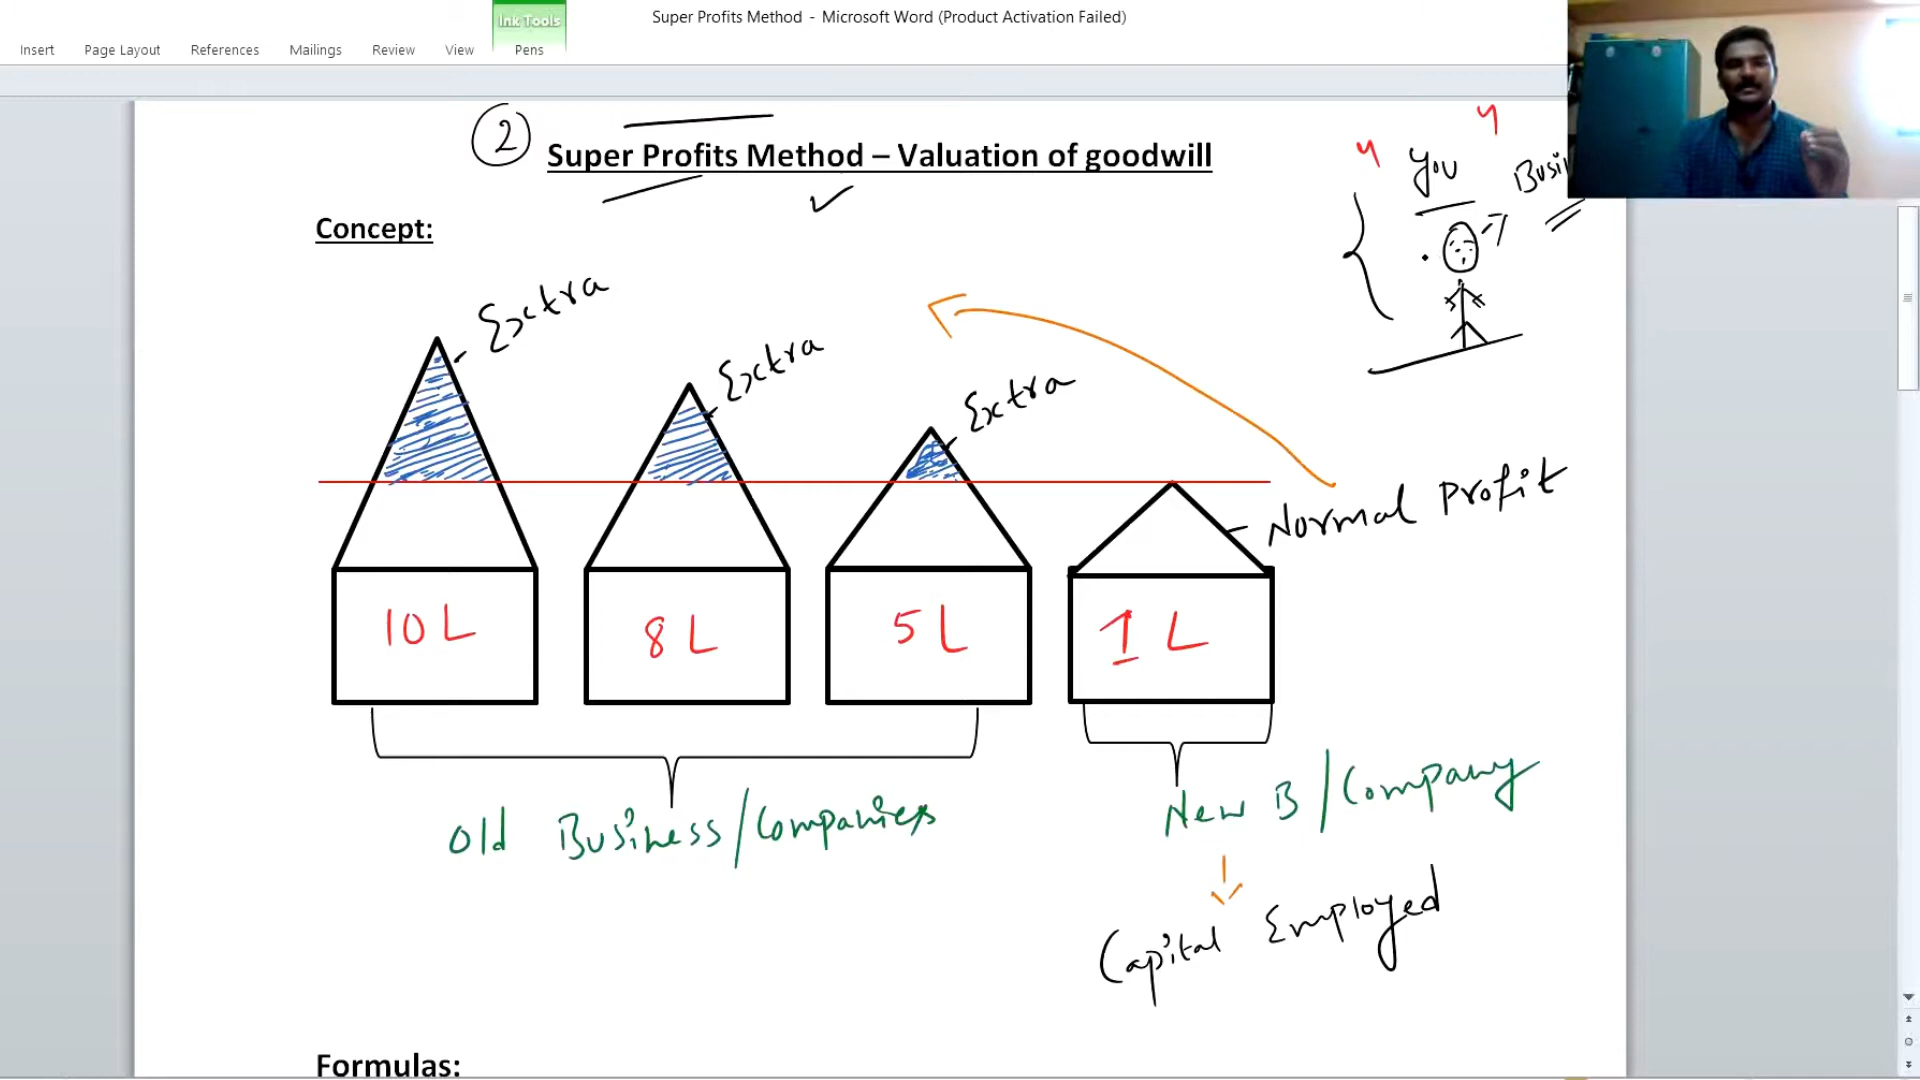 Ink Tools
Super Profits Method - Microsoft Word (Product Activation Failed)
Insert Page Layout References Mailings Review View Pens
2
Super Profits Method – Valuation of goodwill
you
Busi
Concept:
Extra
Extra
Extra
Normal Profit
10 L
8 L
5 L
1 L
Old Business/Companies
New B/Company
Capital Employed
Formulas: